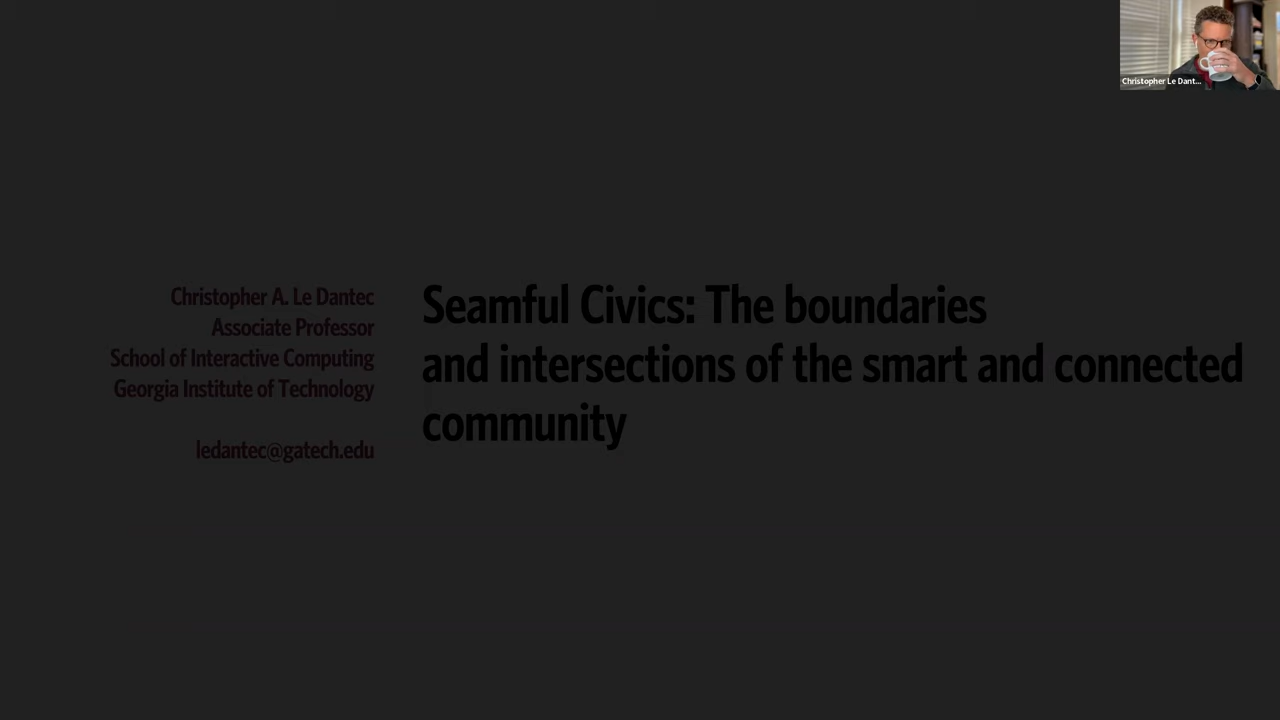 Christopher Le Dant...
Christopher A. Le Dantec
Associate Professor
School of Interactive Computing
Georgia Institute of Technology
ledantec@gatech.edu
Seamful Civics: The boundaries
and intersections of the smart and connected
community